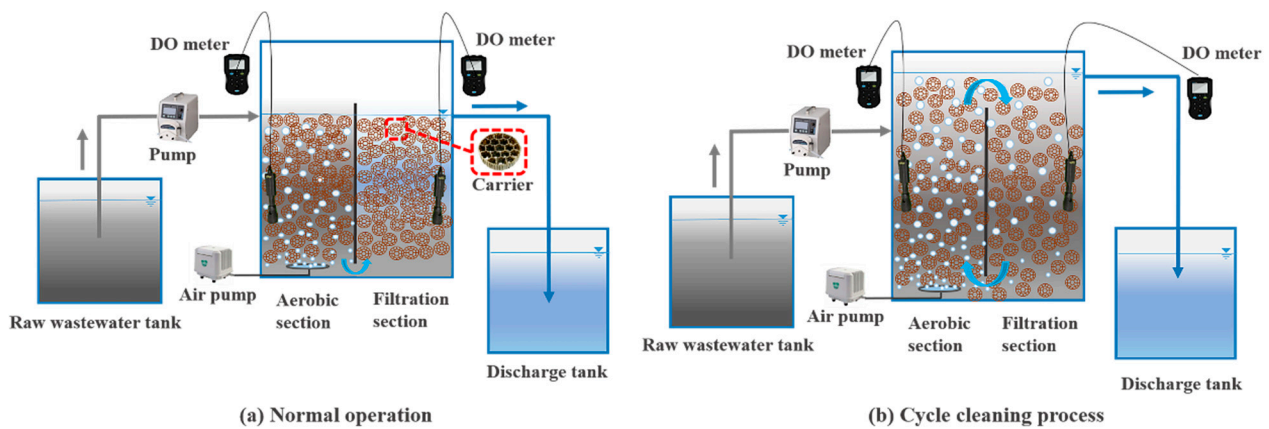 DO meter
DO meter
Pump
Carrier
Air pump
Aerobic
section
Filtration
section
Raw wastewater tank
Discharge tank
(a) Normal operation
DO meter
DO meter
Pump
Air pump
Aerobic
section
Filtration
section
Raw wastewater tank
Discharge tank
(b) Cycle cleaning process